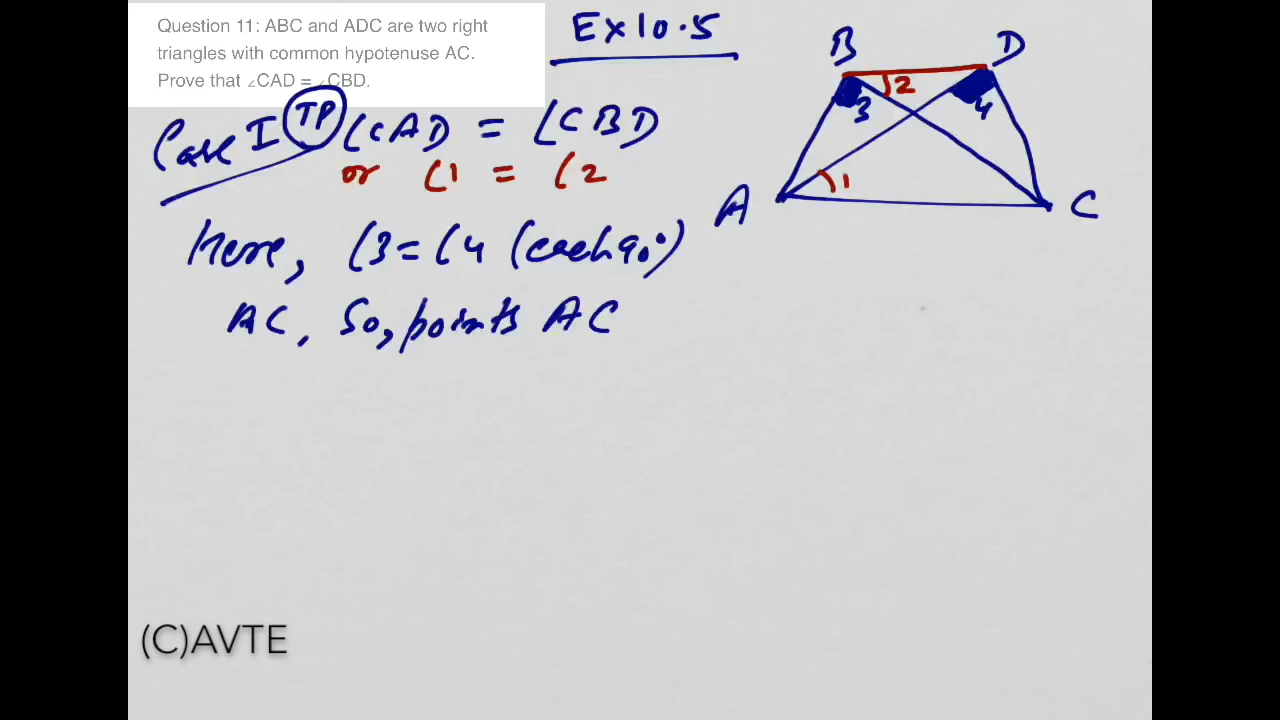 Question 11: ABC and ADC are two right
triangles with common hypotenuse AC.
Prove that ∠CAD = ∠CBD.
Ex 10.5
Case I TP ∠CAD = ∠CBD
or ∠1 = ∠2
Here, ∠3 = ∠4 (each 90°)
AC, So, points AC
B
D
2
3
4
1
A
C
(C)AVTE